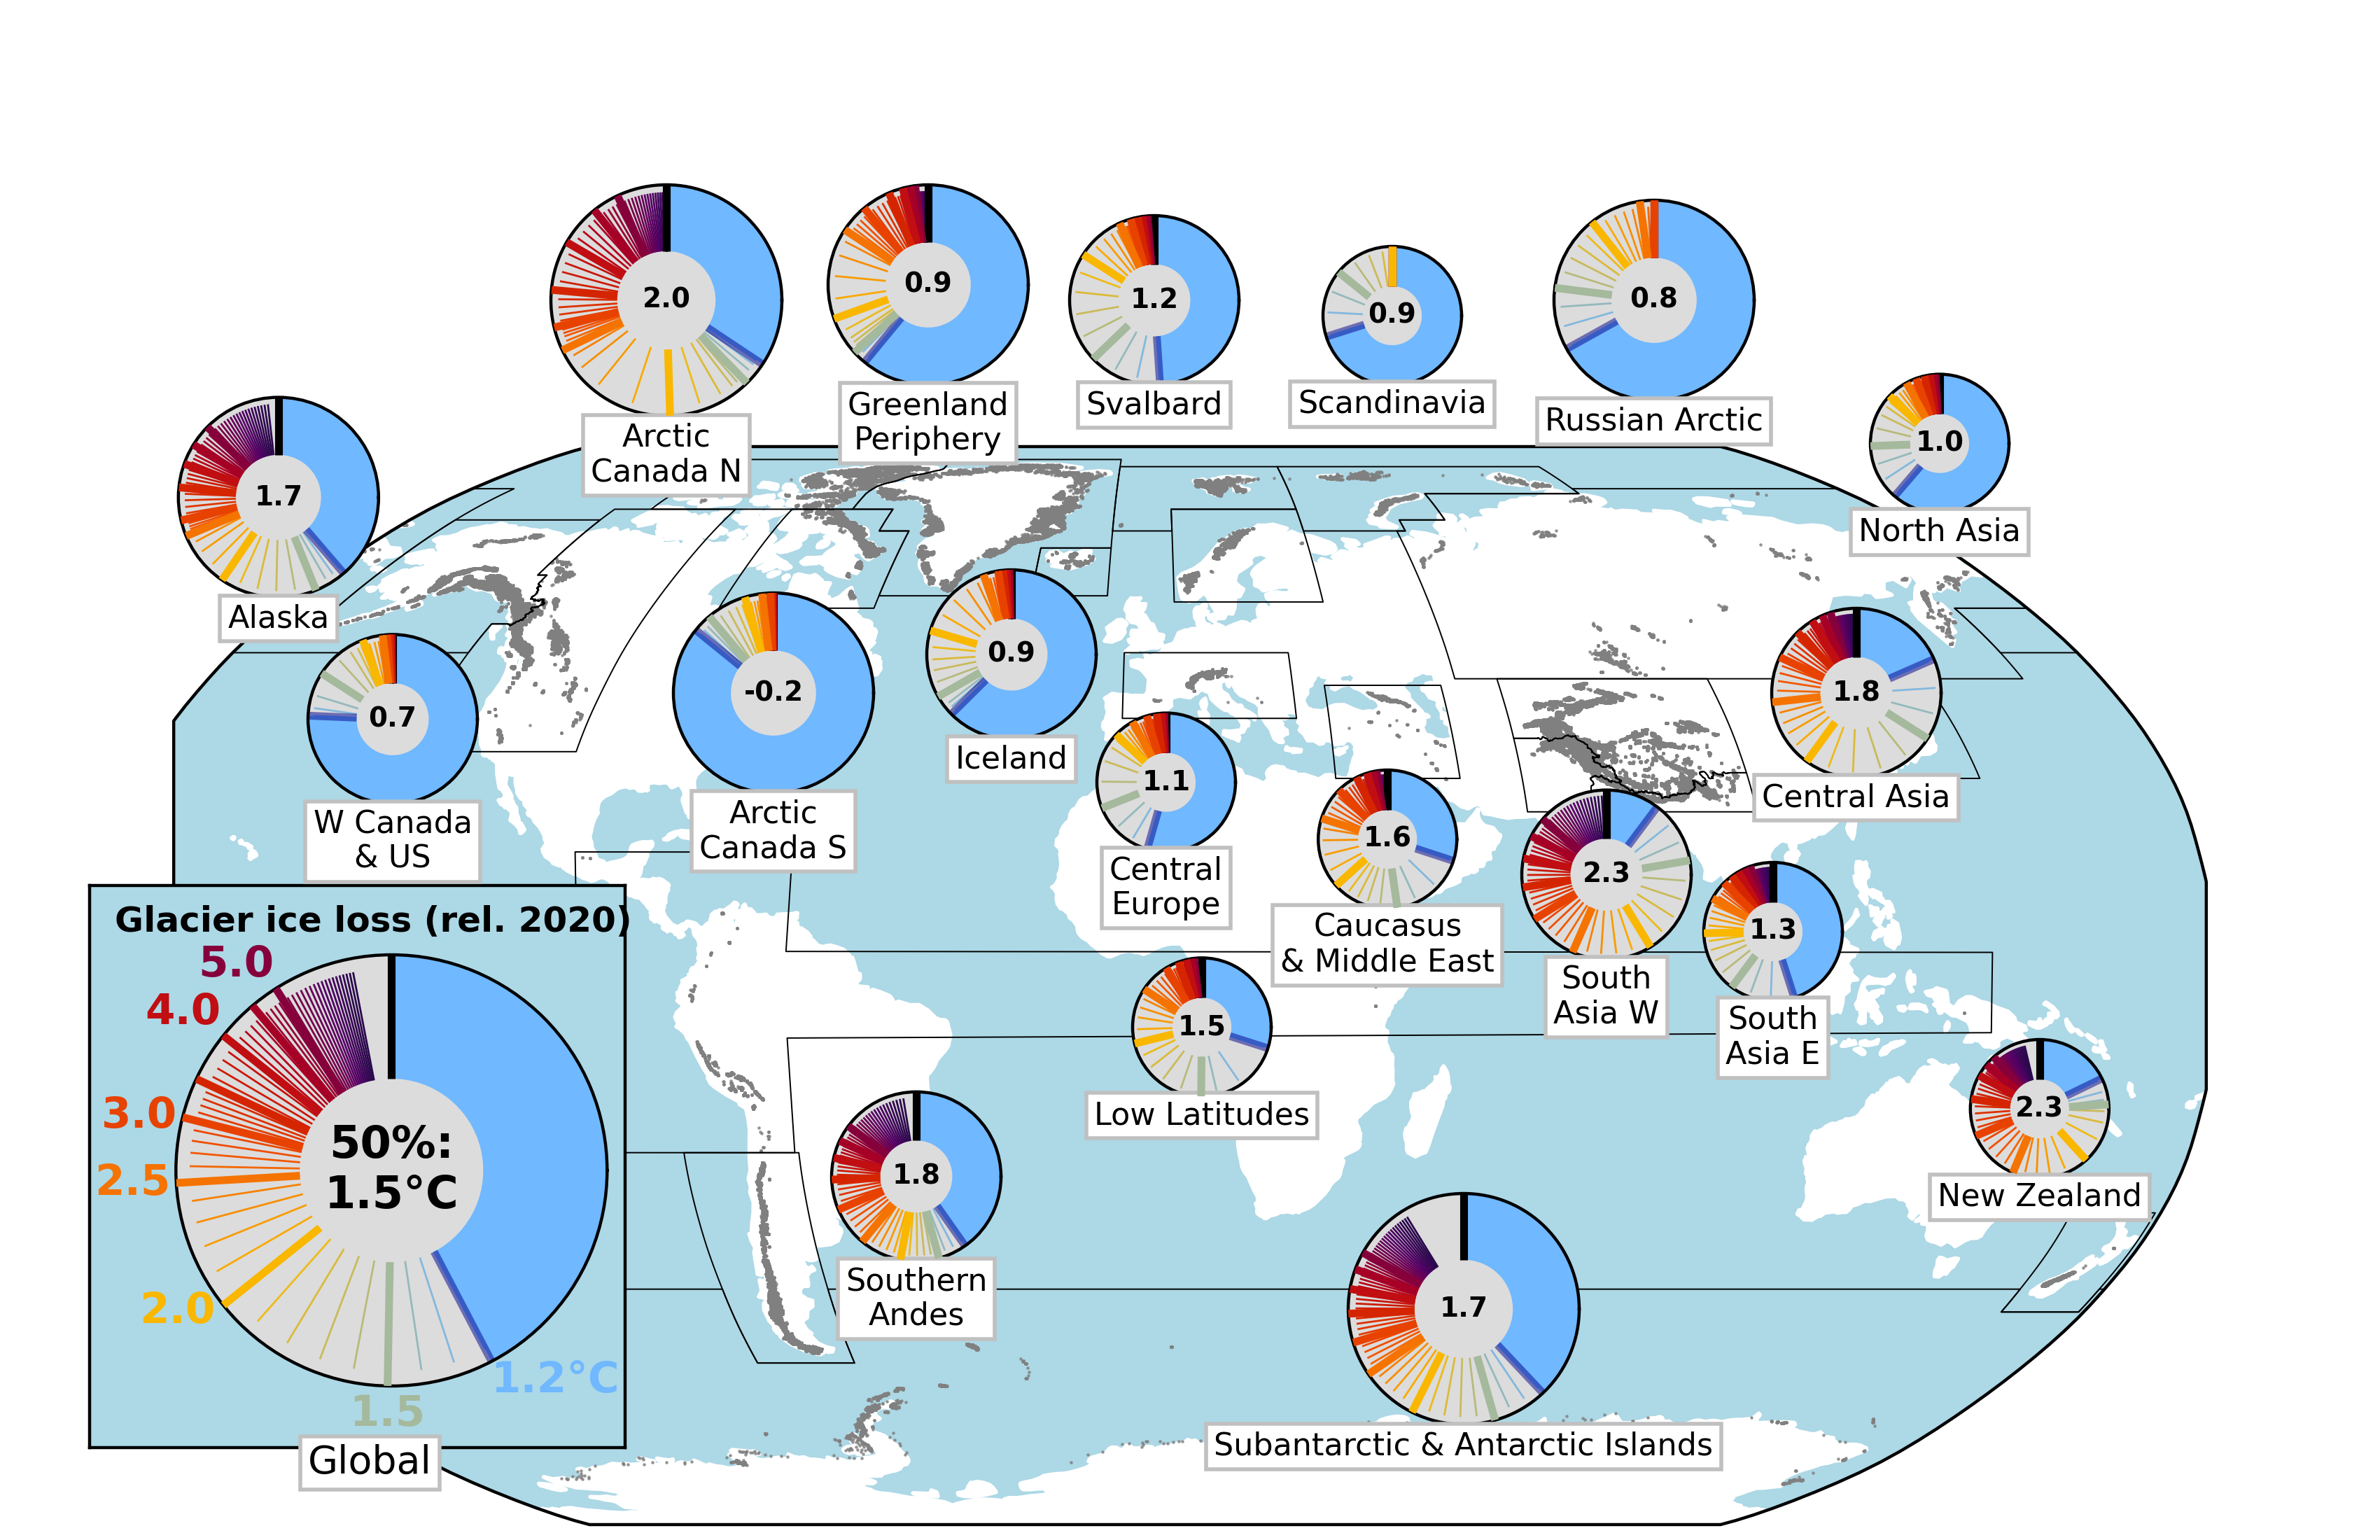 2.0
Arctic
Canada N
0.9
Greenland
Periphery
1.2
Svalbard
0.9
Scandinavia
0.8
Russian Arctic
1.0
North Asia
1.7
Alaska
0.7
W Canada
& US
-0.2
Arctic
Canada S
0.9
Iceland
1.1
Central
Europe
1.6
Caucasus
& Middle East
2.3
South
Asia W
1.3
South
Asia E
1.8
Central Asia
1.5
Low Latitudes
2.3
New Zealand
1.8
Southern
Andes
1.7
Subantarctic & Antarctic Islands
Glacier ice loss (rel. 2020)
5.0
4.0
3.0
2.5
2.0
1.5
1.2°C
50%:
1.5°C
Global